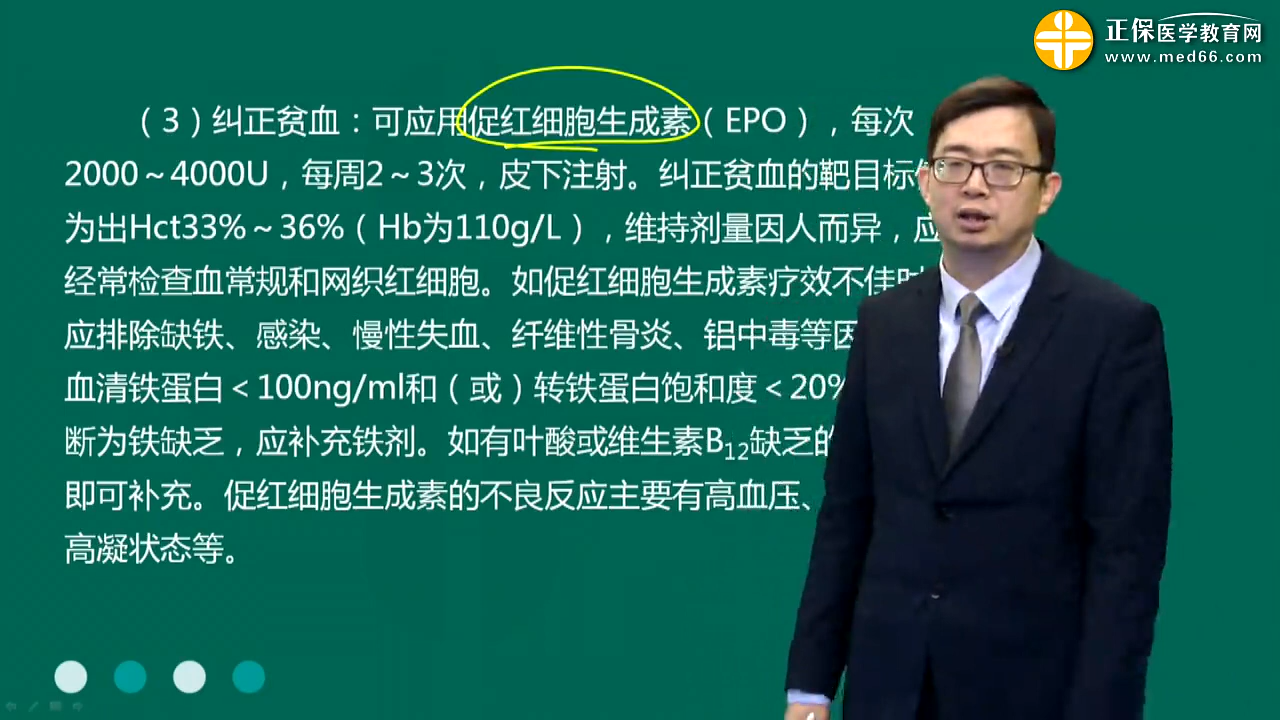 正保医学教育网
www.med66.com
（3）纠正贫血：可应用促红细胞生成素（EPO），每次
2000～4000U，每周2～3次，皮下注射。纠正贫血的靶目标
为出Hct33%～36%（Hb为110g/L），维持剂量因人而异，应
经常检查血常规和网织红细胞。如促红细胞生成素疗效不佳时
应排除缺铁、感染、慢性失血、纤维性骨炎、铝中毒等因
血清铁蛋白＜100ng/ml和（或）转铁蛋白饱和度＜20%
断为铁缺乏，应补充铁剂。如有叶酸或维生素B12缺乏的
即可补充。促红细胞生成素的不良反应主要有高血压、
高凝状态等。